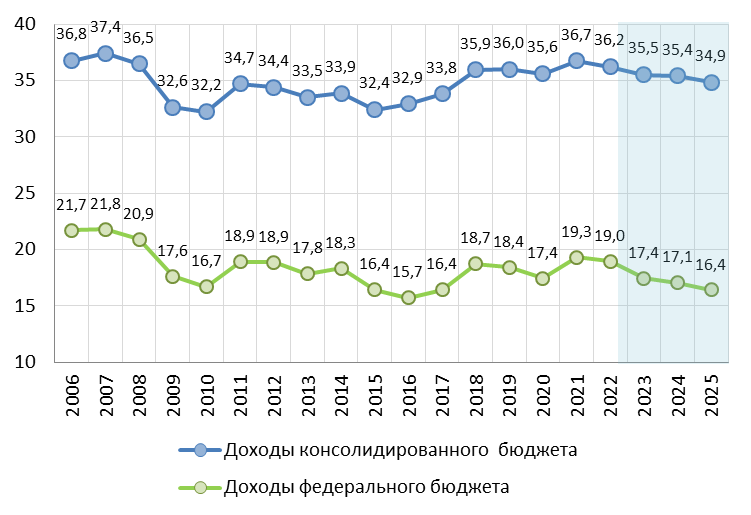 40
35
30
25
20
15
10
36,8 37,4 36,5 32,6 32,2 34,7 34,4 33,5 33,9 32,4 32,9 33,8 35,9 36,0 35,6 36,7 36,2 35,5 35,4 34,9
21,7 21,8 20,9 17,6 16,7 18,9 18,9 17,8 18,3 16,4 15,7 16,4 18,7 18,4 17,4 19,3 19,0 17,4 17,1 16,4
2006 2007 2008 2009 2010 2011 2012 2013 2014 2015 2016 2017 2018 2019 2020 2021 2022 2023 2024 2025
Доходы консолидированного бюджета
Доходы федерального бюджета